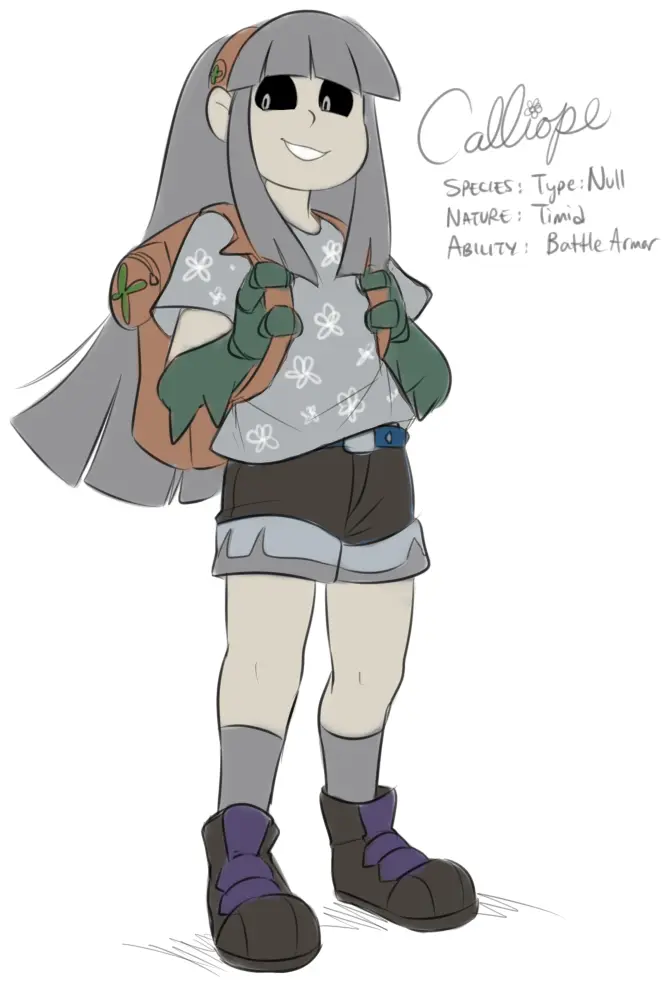 Calliope
SPECIES: Type:Null
NATURE: Timid
ABILITY: Battle Armor